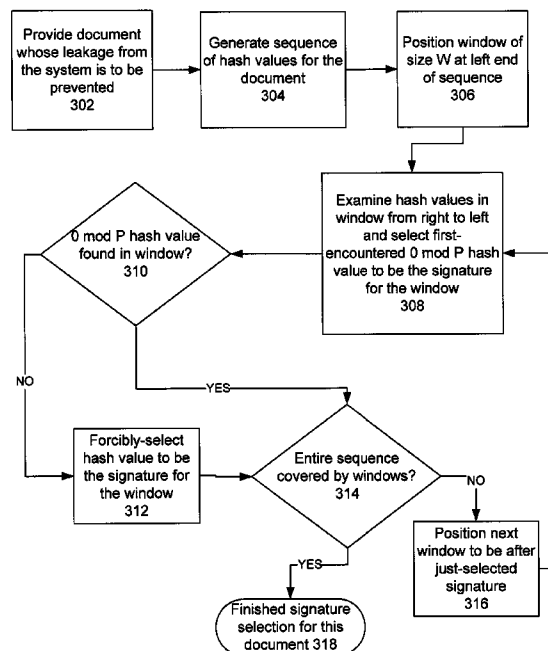 Provide document
whose leakage from
the system is to be
prevented
302
Generate sequence
of hash values for the
document
304
Position window of
size W at left end
of sequence
306
Examine hash values in
window from right to left
and select first-
encountered 0 mod P hash
value to be the signature
for the window
308
0 mod P hash value
found in window?
310
NO
YES
Forcibly-select
hash value to be
the signature for
the window
312
Entire sequence
covered by windows?
314
NO
Position next
window to be after
just-selected
signature
316
YES
Finished signature
selection for this
document 318